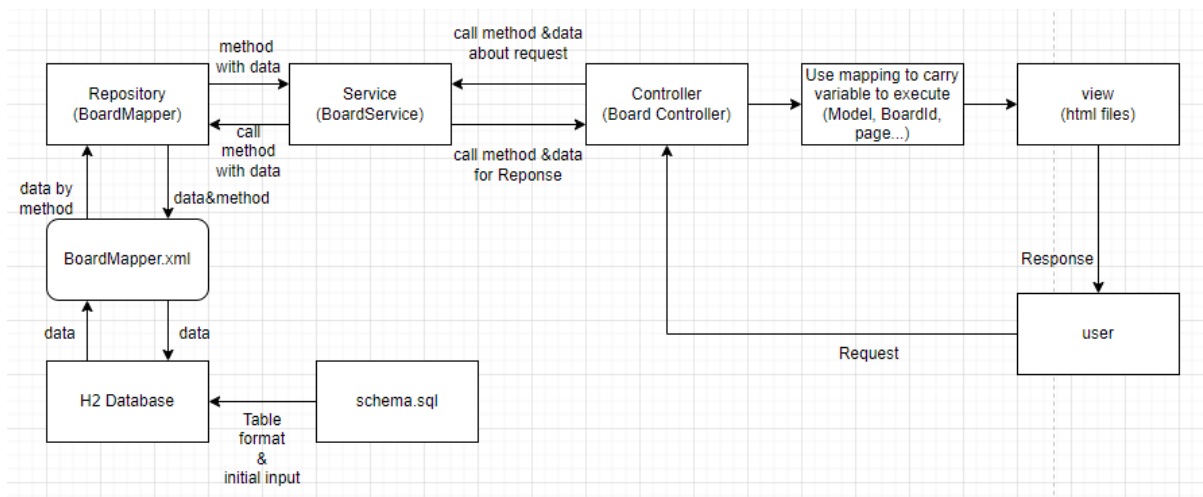 method
with data
call method &data
about request
Repository
(BoardMapper)
Service
(BoardService)
Controller
(Board Controller)
Use mapping to carry
variable to execute
(Model, BoardId,
page...)
view
(html files)
call
method
with data
call method &data
for Reponse
data by
method
data&method
BoardMapper.xml
Response
data
data
user
Request
H2 Database
schema.sql
Table
format
&
initial input